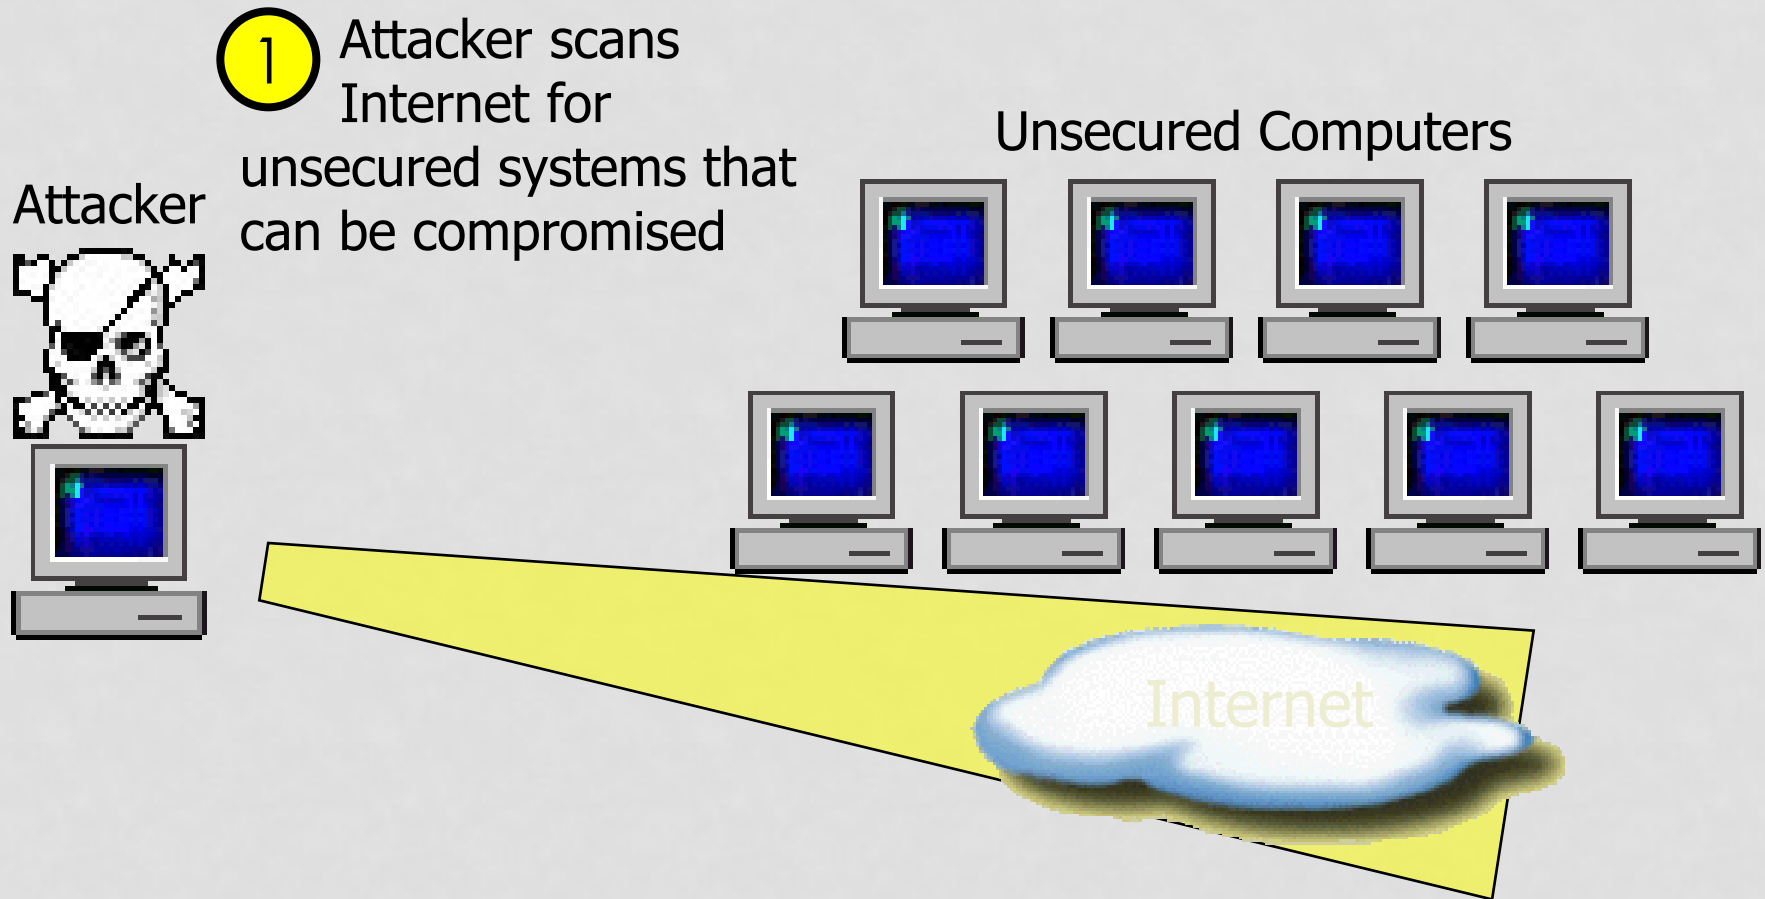 1
Attacker scans
Internet for
unsecured systems that
can be compromised
Unsecured Computers
Attacker
Internet